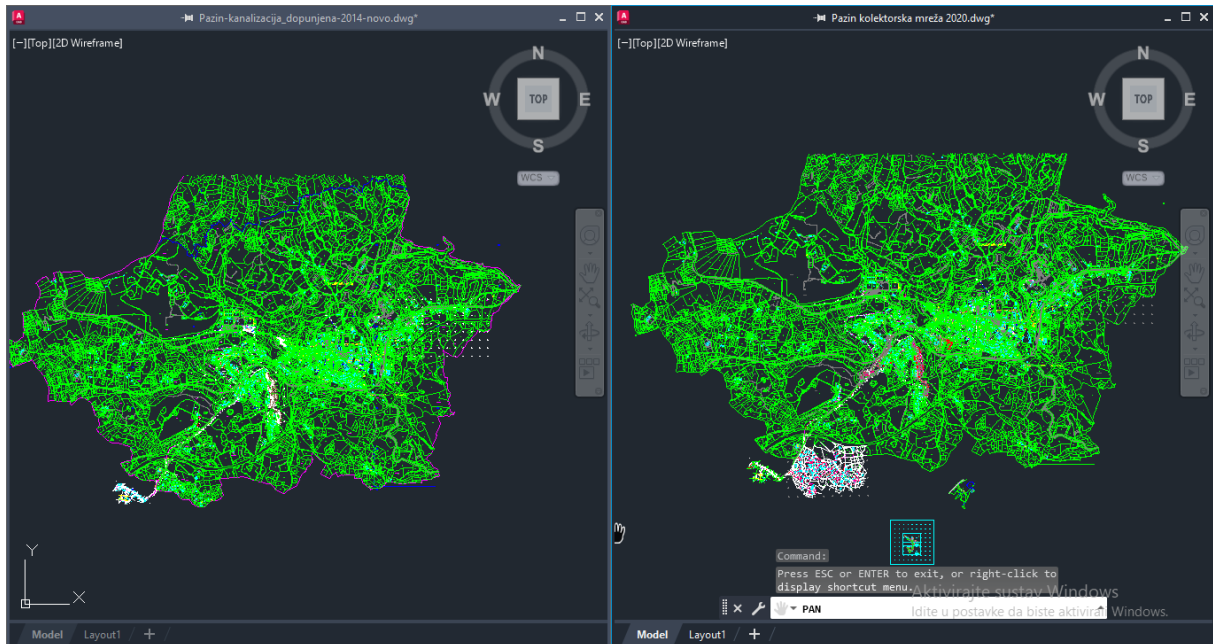 Pazin-kanalizacija_dopunjena-2014-novo.dwg*
[−][Top][2D Wireframe]
N
W
TOP
E
S
WCS
Y
X
Model
Layout1
+
Pazin kolektorska mreža 2020.dwg*
[−][Top][2D Wireframe]
N
W
TOP
E
S
WCS
Command:
Press ESC or ENTER to exit, or right-click to
display shortcut menu.
PAN
Aktivirajte sustav Windows
Idite u postavke da biste aktivirali Windows.
Model
Layout1
+